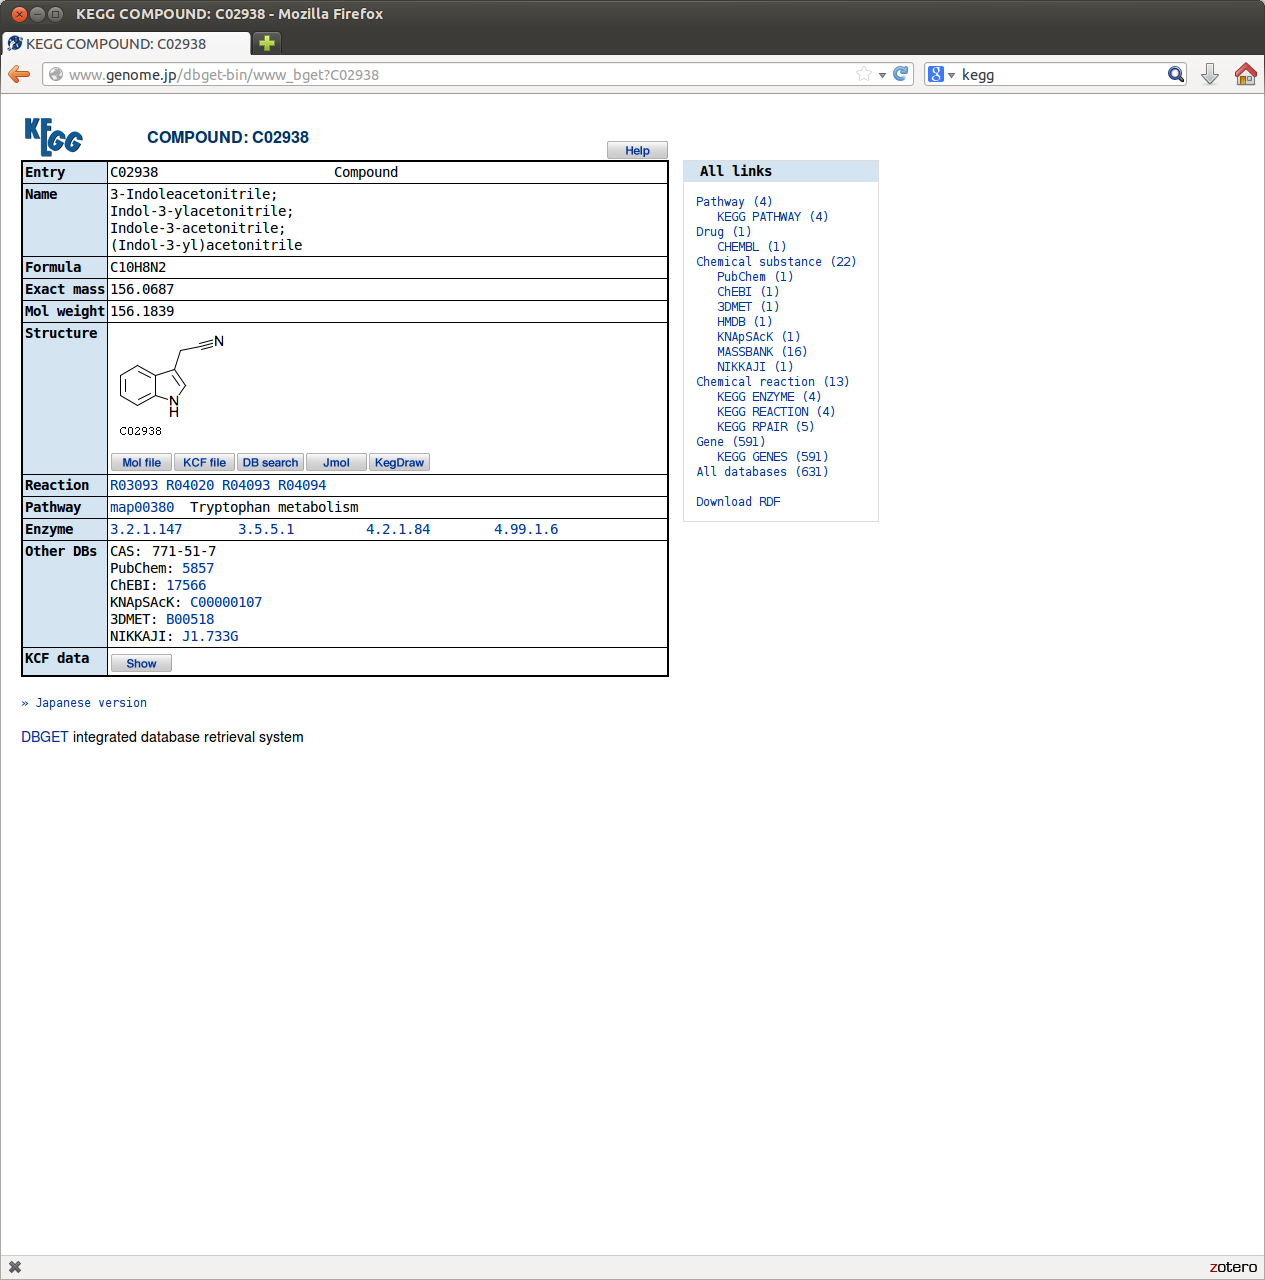 KEGG COMPOUND: C02938 - Mozilla Firefox
KEGG COMPOUND: C02938
www.genome.jp/dbget-bin/www_bget?C02938
8 kegg
KEGG
COMPOUND: C02938
Help
Entry C02938 Compound
Name 3-Indoleacetonitrile;
Indol-3-ylacetonitrile;
Indole-3-acetonitrile;
(Indol-3-yl)acetonitrile
Formula C10H8N2
Exact mass 156.0687
Mol weight 156.1839
Structure
N
N
H
C02938
Mol file KCF file DB search Jmol KegDraw
Reaction R03093 R04020 R04093 R04094
Pathway map00380 Tryptophan metabolism
Enzyme 3.2.1.147 3.5.5.1 4.2.1.84 4.99.1.6
Other DBs CAS: 771-51-7
PubChem: 5857
ChEBI: 17566
KNApSAcK: C00000107
3DMET: B00518
NIKKAJI: J1.733G
KCF data Show
» Japanese version
DBGET integrated database retrieval system
All links
Pathway (4)
KEGG PATHWAY (4)
Drug (1)
CHEMBL (1)
Chemical substance (22)
PubChem (1)
ChEBI (1)
3DMET (1)
HMDB (1)
KNApSAcK (1)
MASSBANK (16)
NIKKAJI (1)
Chemical reaction (13)
KEGG ENZYME (4)
KEGG REACTION (4)
KEGG RPAIR (5)
Gene (591)
KEGG GENES (591)
All databases (631)
Download RDF
zotero